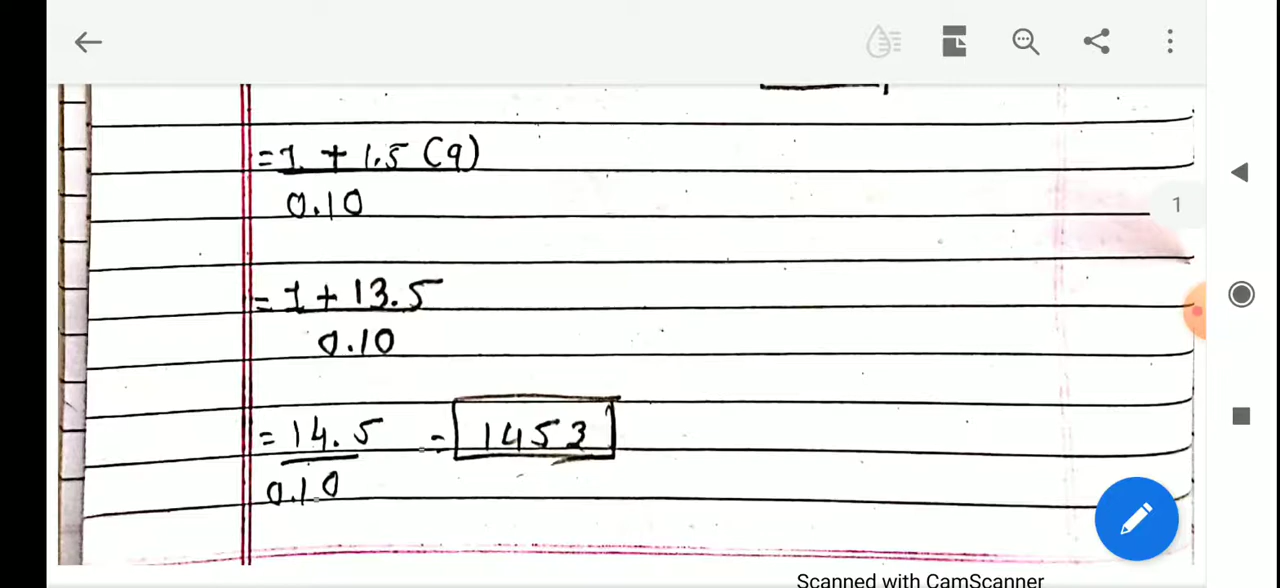 = 1 + 1.5 (9)
0.10
1
= 1 + 13.5
0.10
= 14.5 = 1453
0.10
Scanned with CamScanner